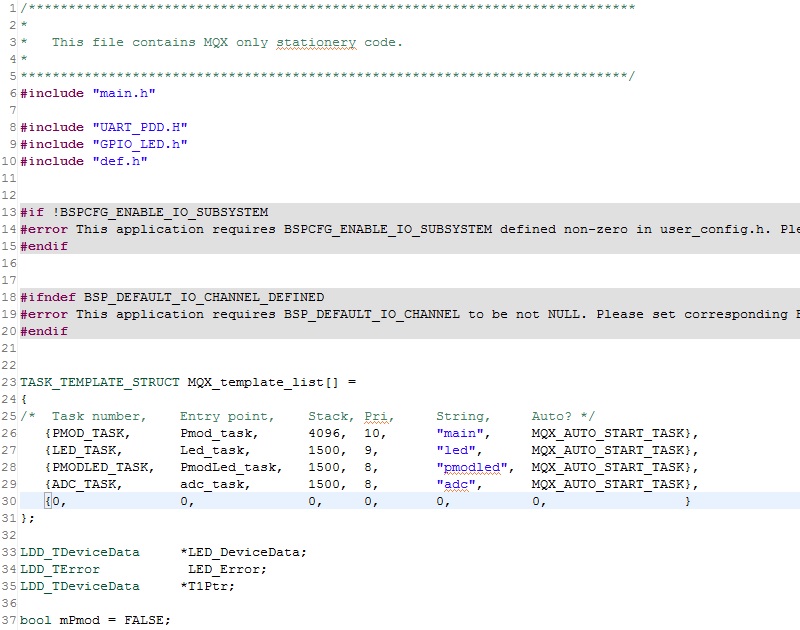 1 /****************************************************************************
2 *
3 *   This file contains MQX only stationery code.
4 *
5 ****************************************************************************/
6 #include "main.h"
7
8 #include "UART_PDD.H"
9 #include "GPIO_LED.h"
10 #include "def.h"
11
12
13 #if !BSPCFG_ENABLE_IO_SUBSYSTEM
14 #error This application requires BSPCFG_ENABLE_IO_SUBSYSTEM defined non-zero in user_config.h.
15 #endif
16
17
18 #ifndef BSP_DEFAULT_IO_CHANNEL_DEFINED
19 #error This application requires BSP_DEFAULT_IO_CHANNEL to be not NULL. Please set corresponding
20 #endif
21
22
23 TASK_TEMPLATE_STRUCT MQX_template_list[] =
24 {
25 /*  Task number,    Entry point,    Stack, Pri,     String,     Auto? */
26    {PMOD_TASK,      Pmod_task,      4096,  10,      "main",     MQX_AUTO_START_TASK},
27    {LED_TASK,       Led_task,       1500,  9,       "led",      MQX_AUTO_START_TASK},
28    {PMODLED_TASK,   PmodLed_task,   1500,  8,       "pmodled",  MQX_AUTO_START_TASK},
29    {ADC_TASK,       adc_task,       1500,  8,       "adc",      MQX_AUTO_START_TASK},
30    {0,              0,              0,     0,       0,          0,                 }
31 };
32
33 LDD_TDeviceData     *LED_DeviceData;
34 LDD_TError           LED_Error;
35 LDD_TDeviceData     *T1Ptr;
36
37 bool mPmod = FALSE;